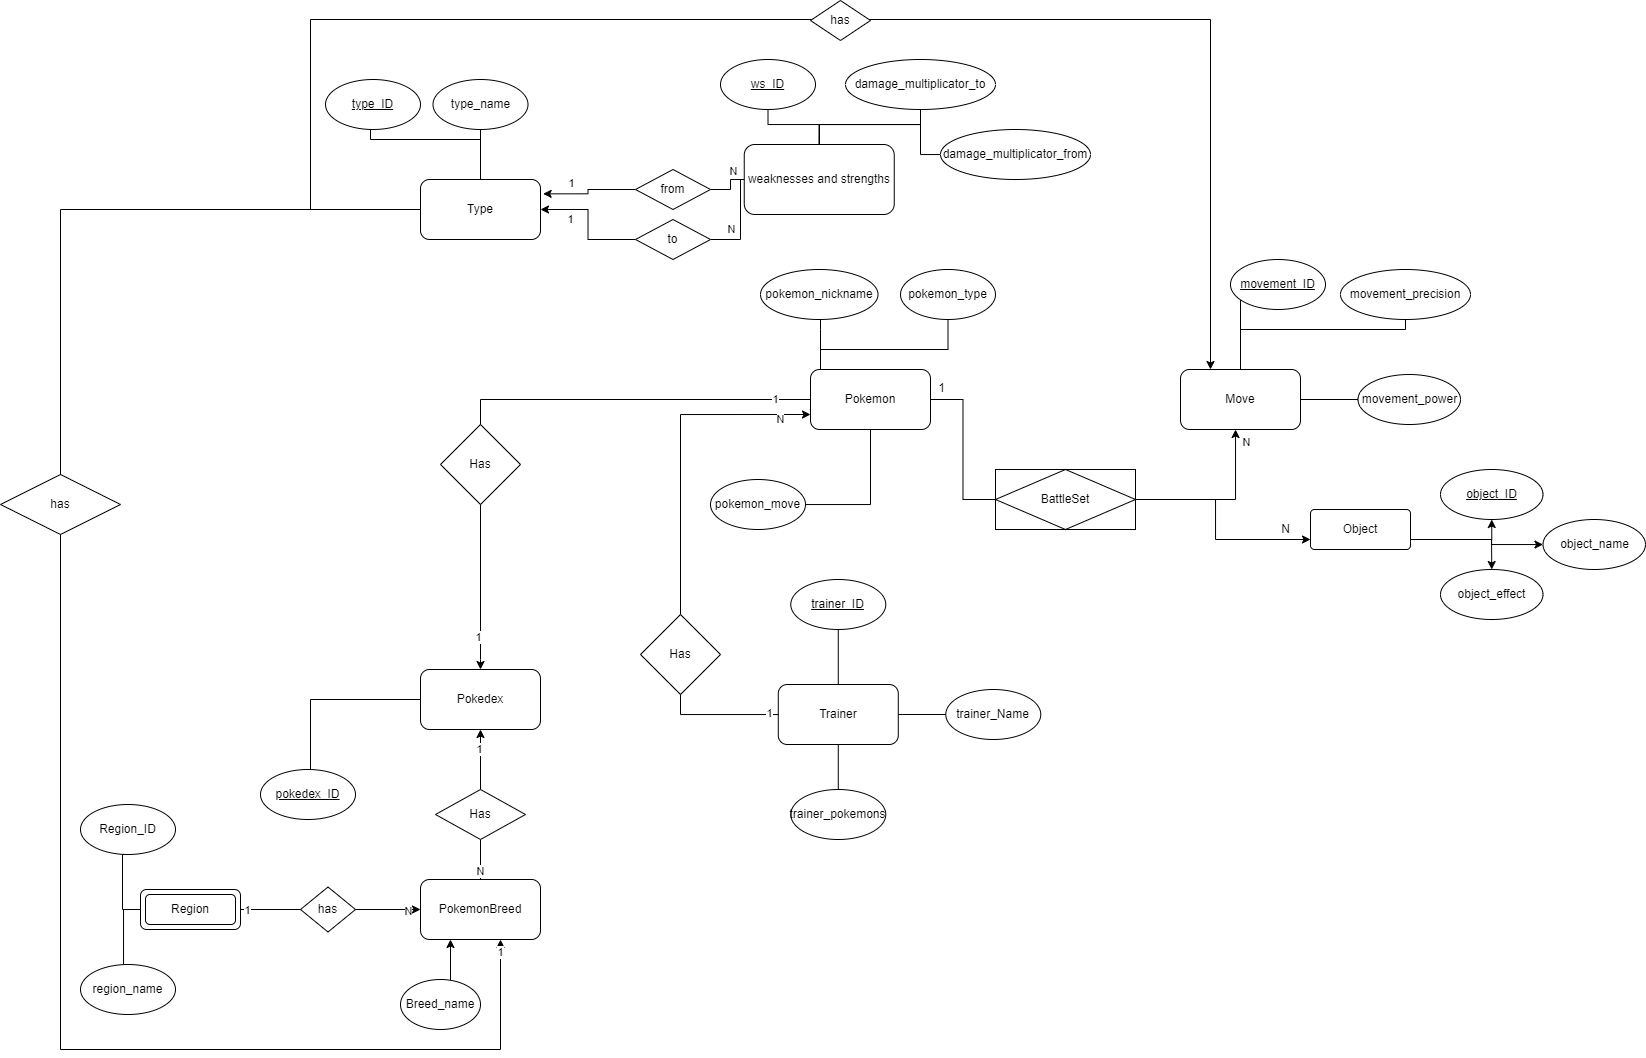 has
type_ID
type_name
ws_ID
damage_multiplicator_to
damage_multiplicator_from
weaknesses and strengths
Type
1
from
N
1
to
N
pokemon_nickname
pokemon_type
movement_ID
movement_precision
Pokemon
1
1
N
Move
movement_power
N
Has
has
pokemon_move
BattleSet
N
Object
object_ID
object_name
object_effect
trainer_ID
Has
1
1
Trainer
trainer_Name
Pokedex
1
pokedex_ID
Has
trainer_pokemons
N
Region_ID
Region
1
has
N
PokemonBreed
1
region_name
Breed_name